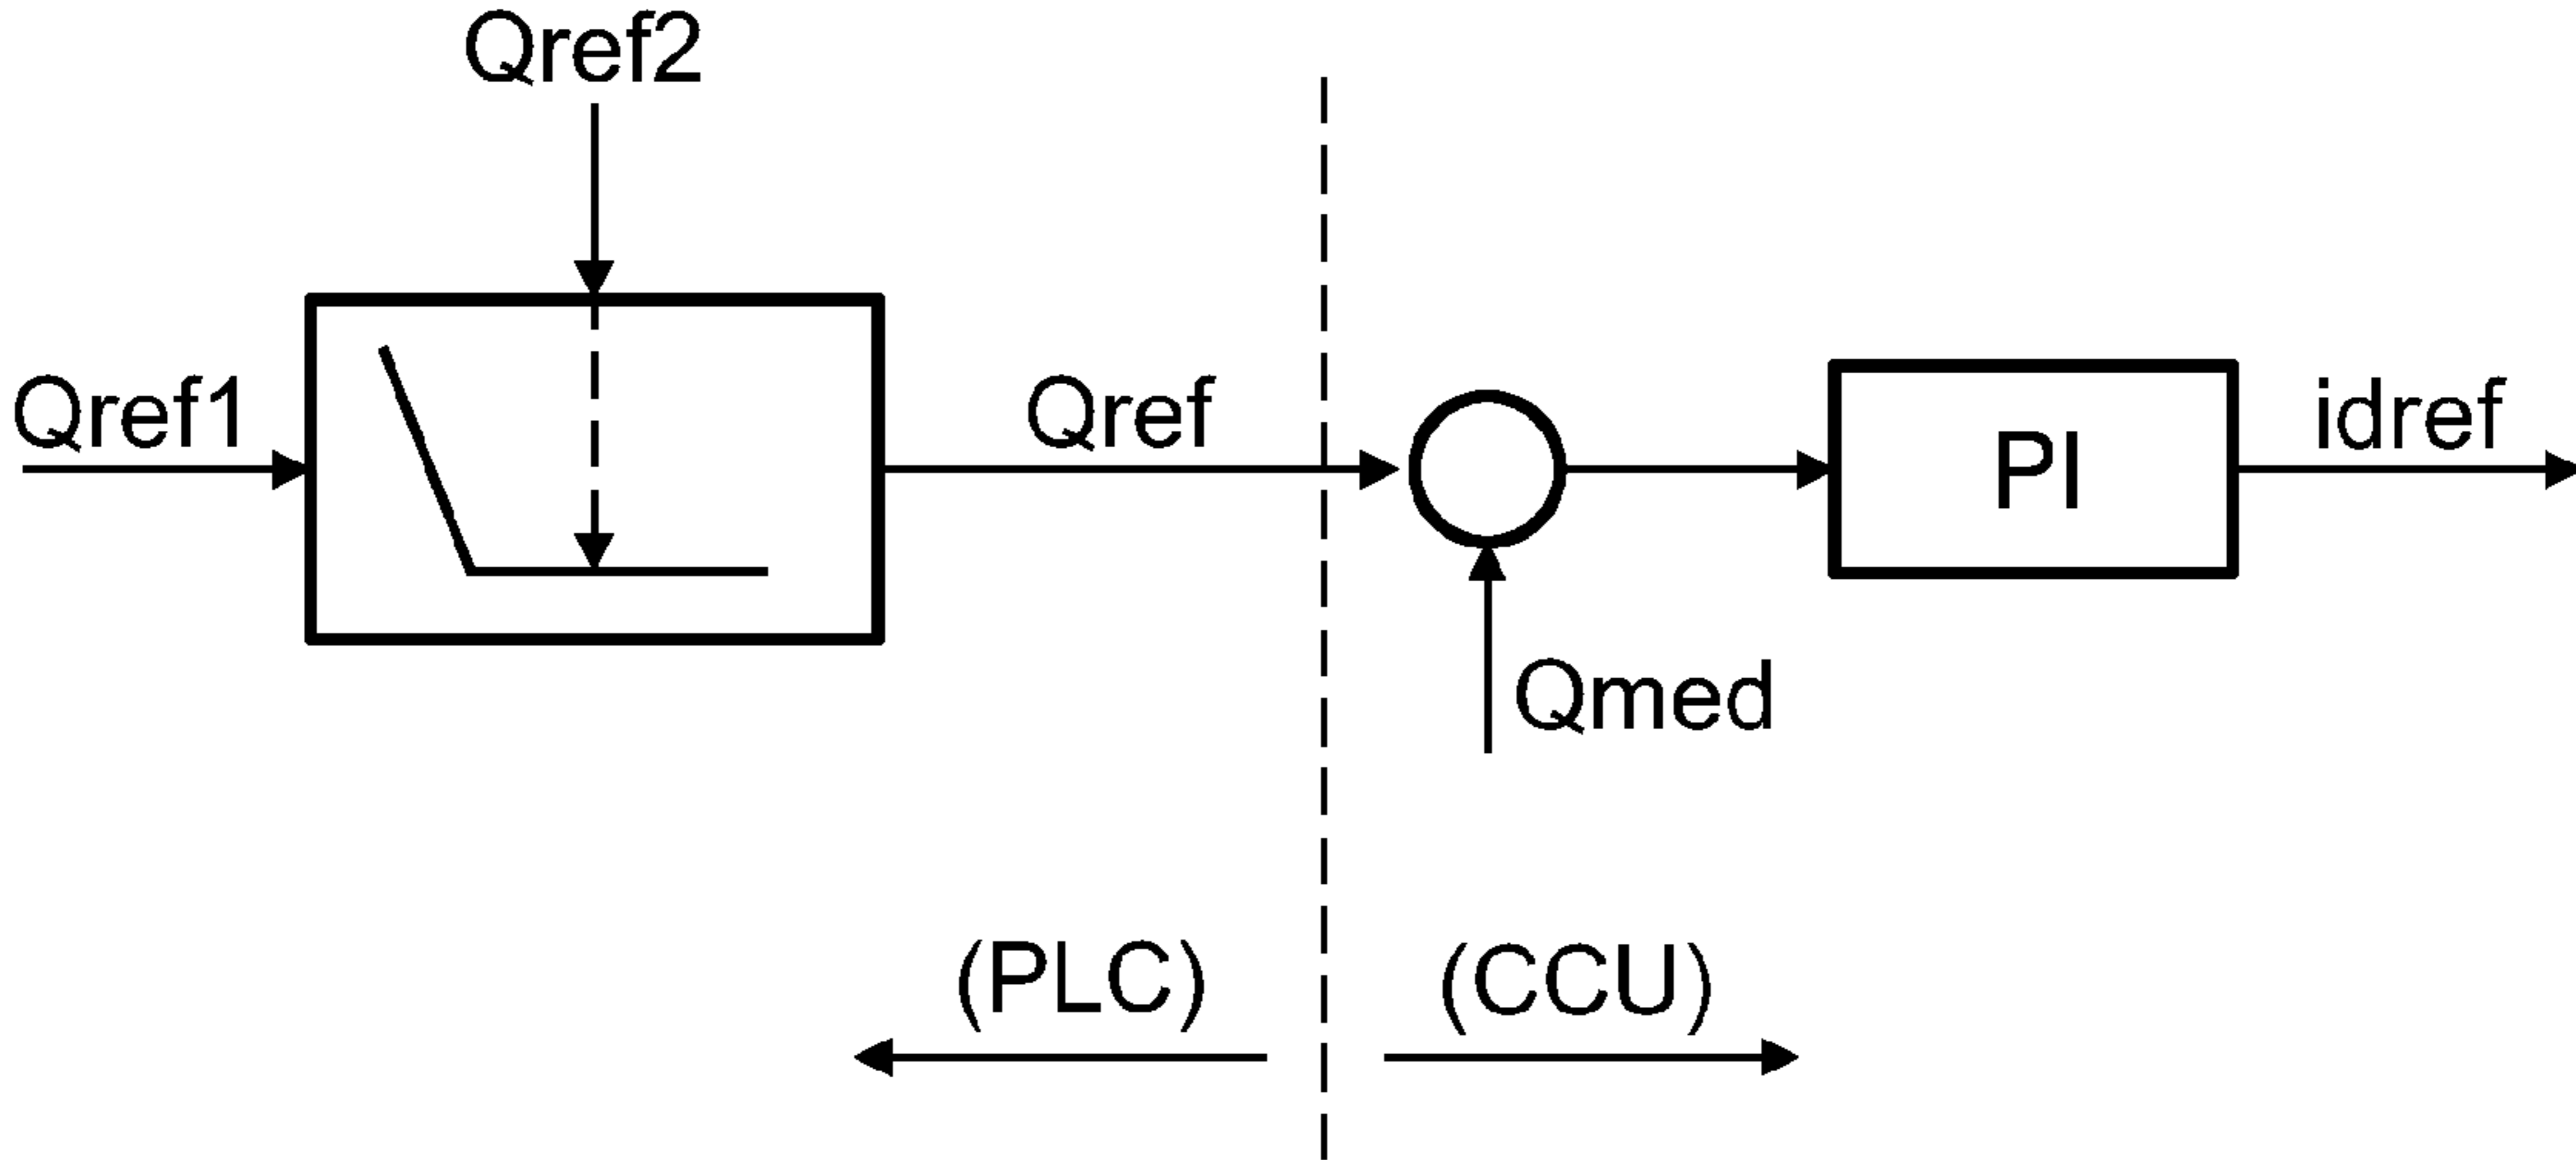 Qref2
Qref1
Qref
idref
PI
Qmed
(PLC)
(CCU)